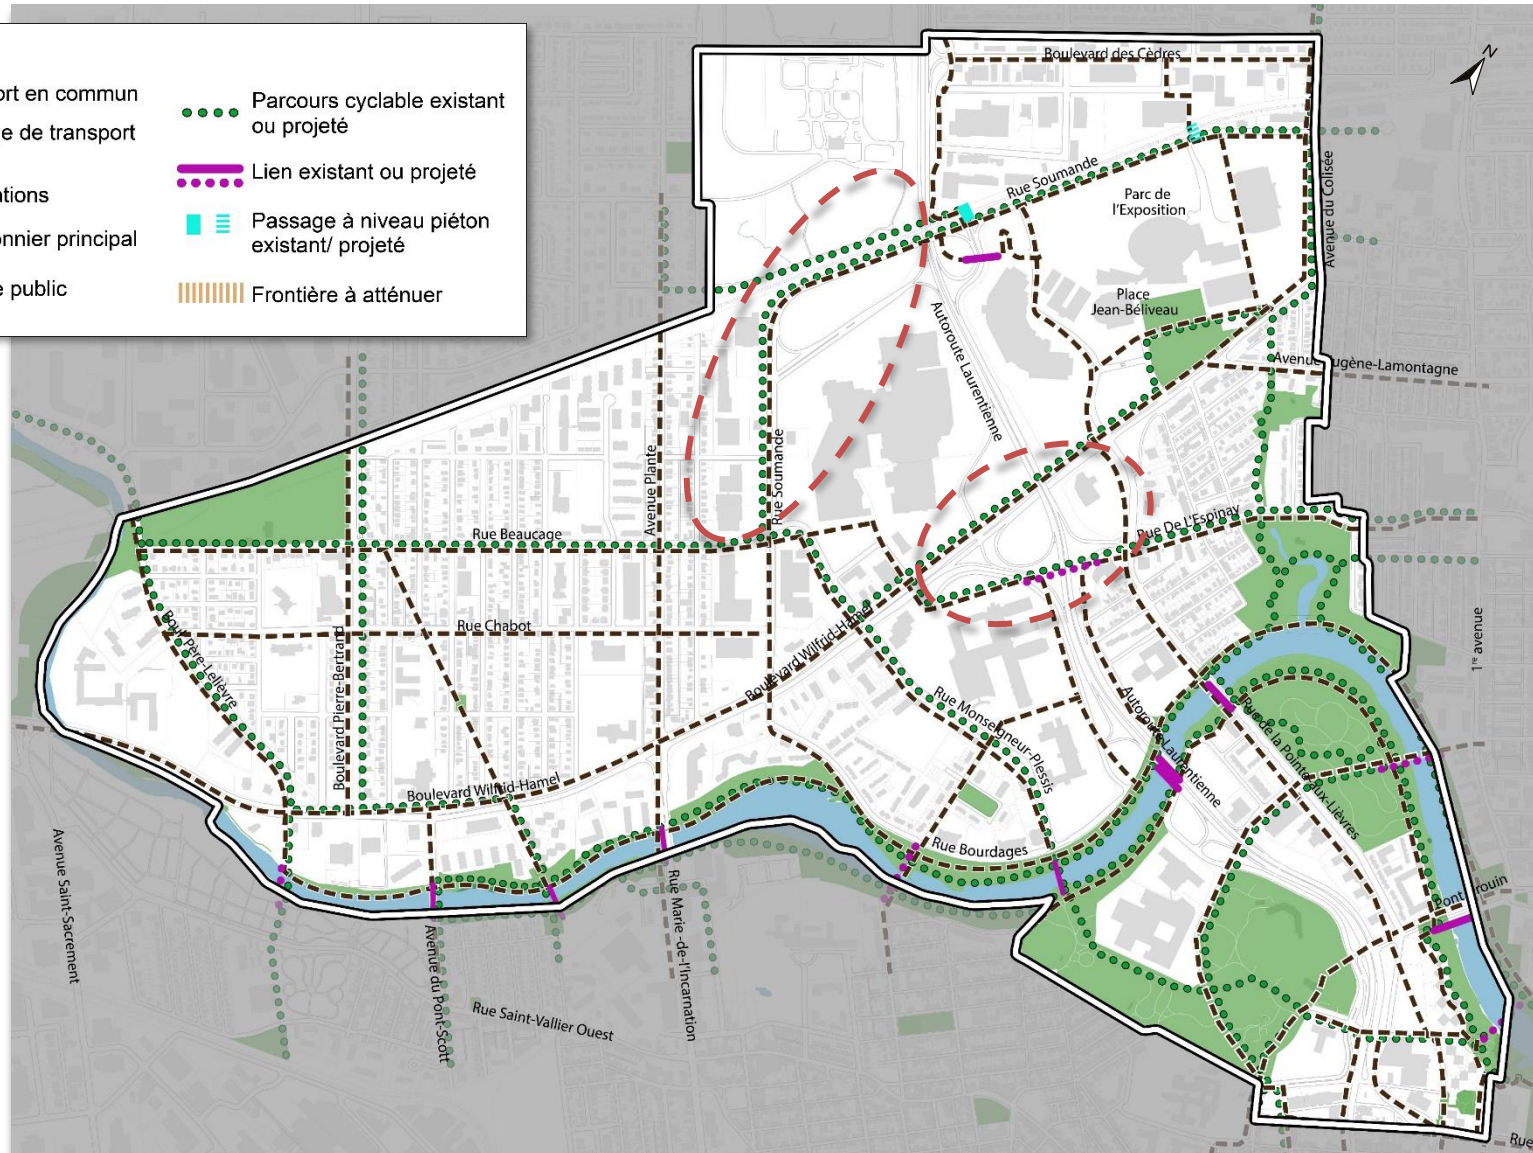 ort en commun
e de transport
ations
onnier principal
e public
Parcours cyclable existant
ou projeté
Lien existant ou projeté
Passage à niveau piéton
existant/ projeté
Frontière à atténuer
N
Boulevard des Cèdres
Rue Soumande
Parc de
l'Exposition
Avenue du Colisée
Place
Jean-Béliveau
Autoroute Laurentienne
Avenue Eugène-Lamontagne
Avenue Plante
Rue Soumande
Rue Beaucage
Rue De L'Espinay
Boulevard Pierre-Bertrand
Rue Chabot
Boul. Père-Lelièvre
Boulevard Wilfrid-Hamel
1re avenue
Rue Monseigneur-Plessis
Autoroute Laurentienne
Rue de la Pointe-aux-Lièvres
Boulevard Wilfrid-Hamel
Rue Bourdages
Pont Drouin
Avenue Saint-Sacrement
Avenue du Pont-Scott
Rue Marie-de-l'Incarnation
Rue Saint-Vallier Ouest
Rue